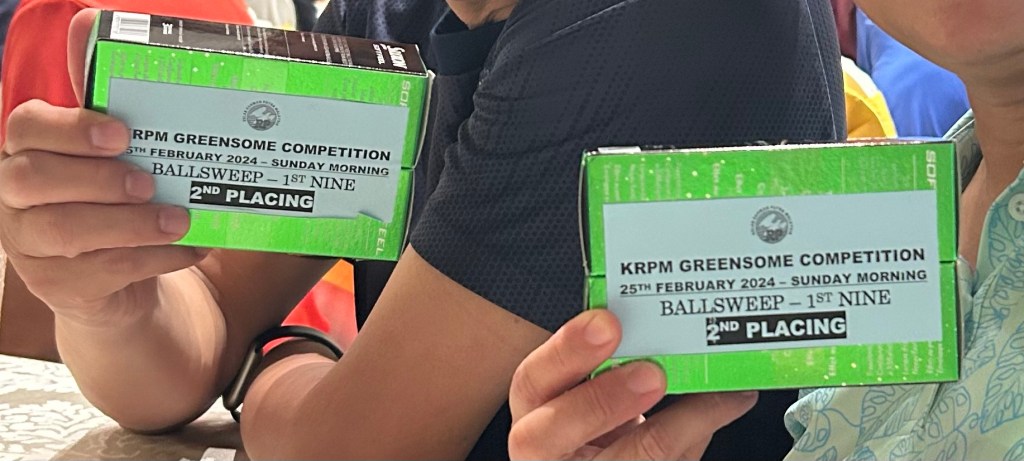 KRPM GREENSOME COMPETITION
25TH FEBRUARY 2024 – SUNDAY MORNING
BALLSWEEP – 1ST NINE
2ND PLACING
KRPM GREENSOME COMPETITION
25TH FEBRUARY 2024 – SUNDAY MORNING
BALLSWEEP – 1ST NINE
2ND PLACING